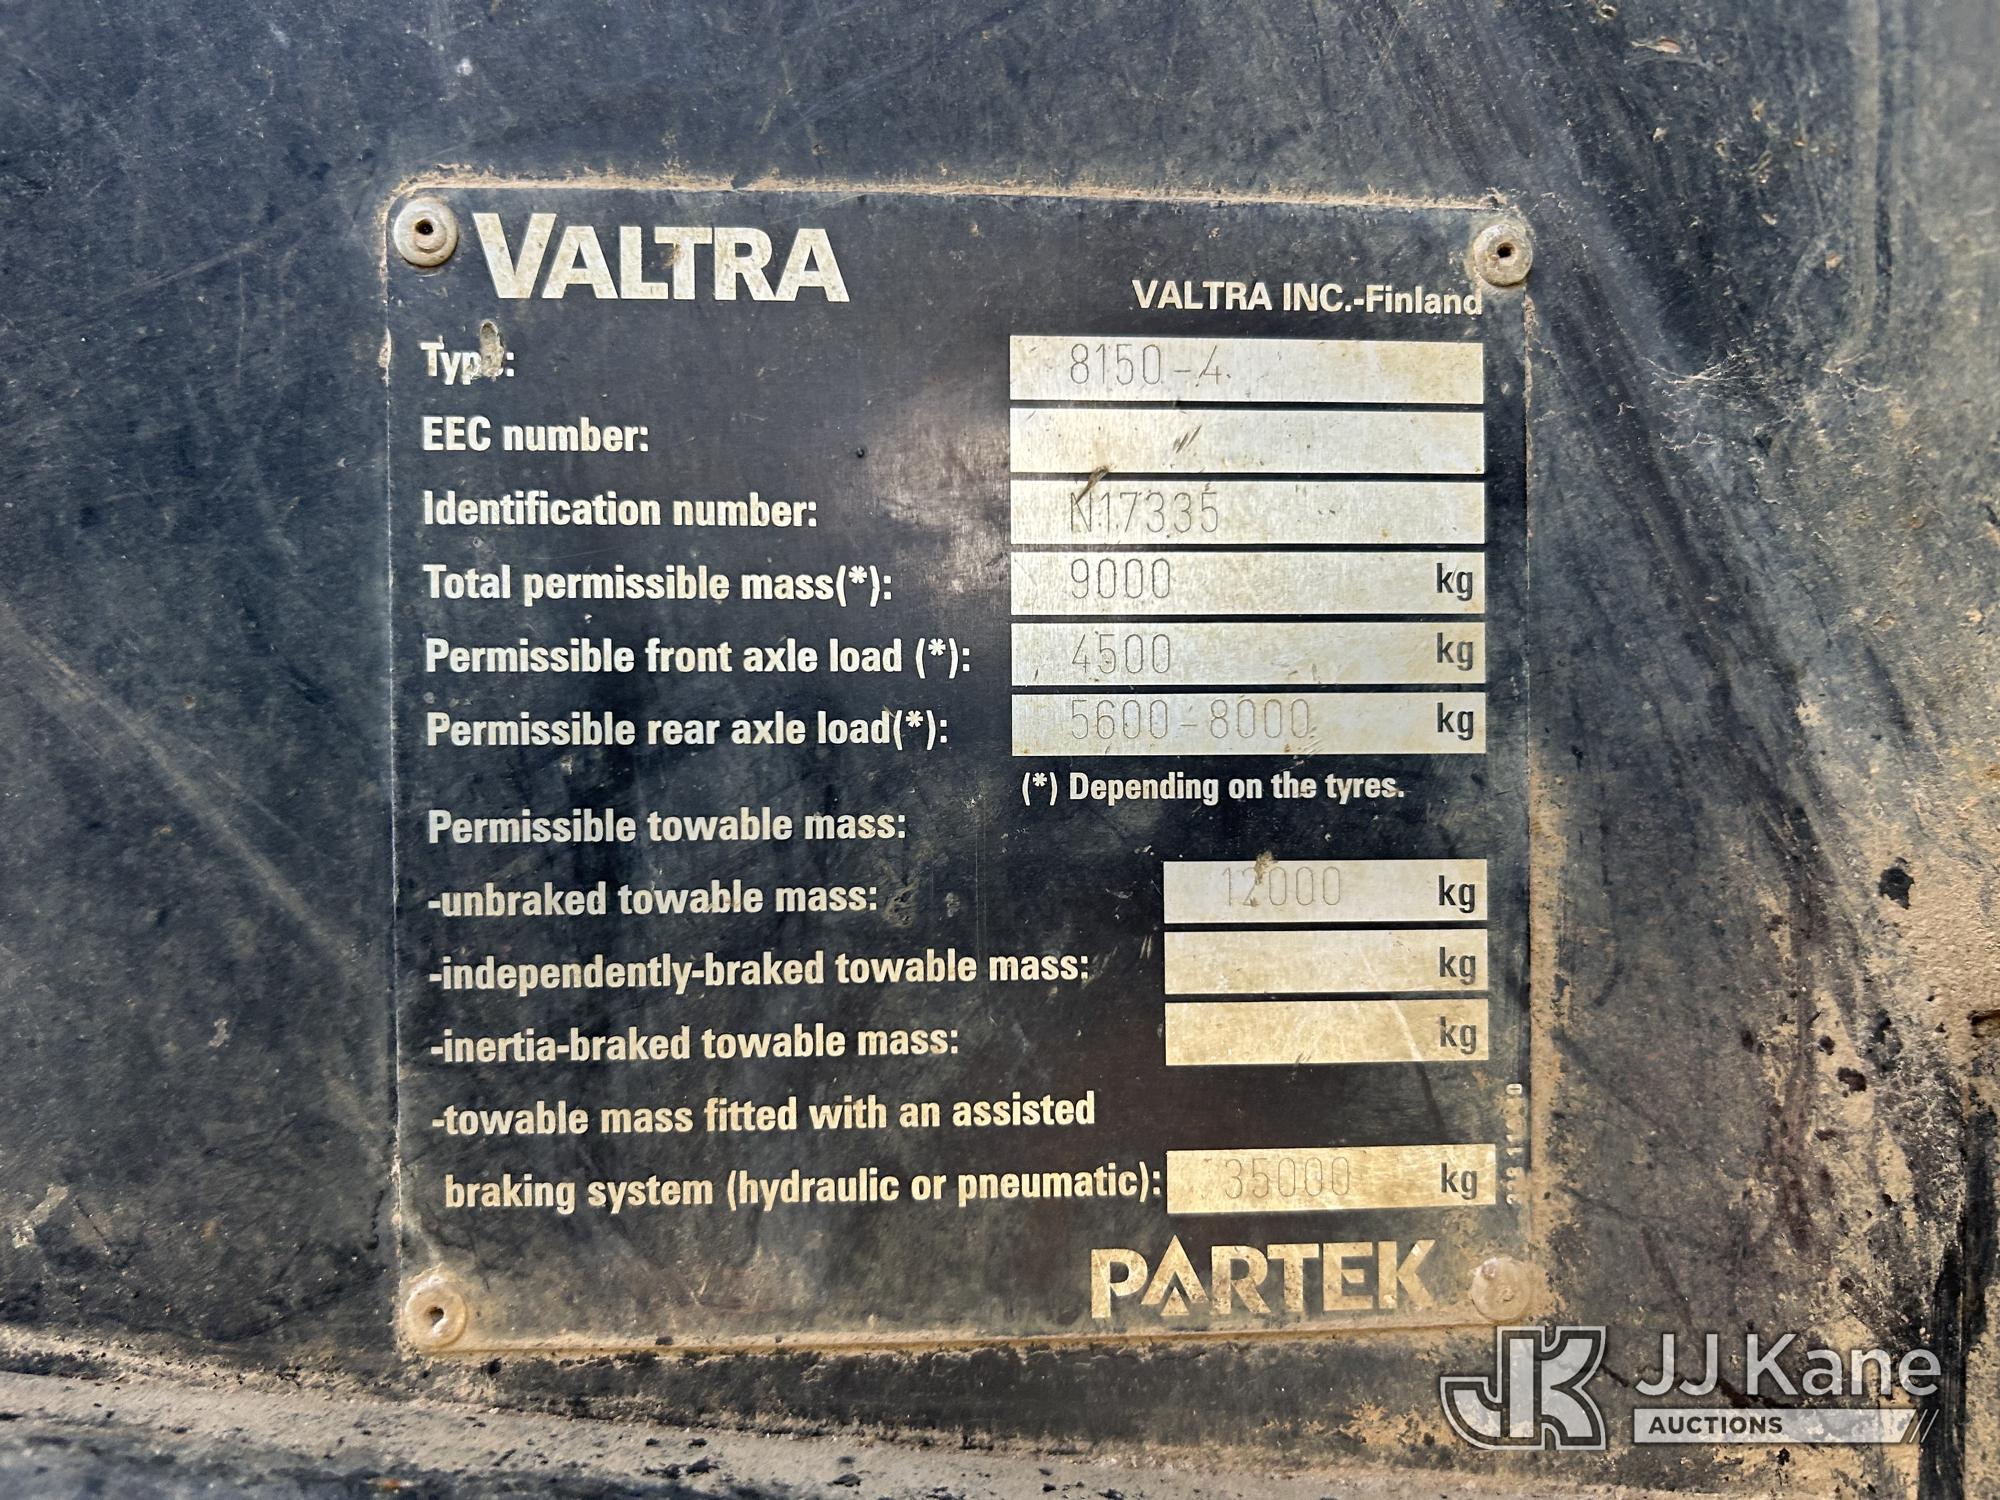 VALTRA
VALTRA INC.-Finland
Type: 8150-4
EEC number:
Identification number: N17335
Total permissible mass(*): 9000 kg
Permissible front axle load (*): 4500 kg
Permissible rear axle load(*): 5600-8000 kg
(*) Depending on the tyres.
Permissible towable mass:
-unbraked towable mass: 12000 kg
-independently-braked towable mass: kg
-inertia-braked towable mass: kg
-towable mass fitted with an assisted
braking system (hydraulic or pneumatic): 35000 kg
PARTEK
JK JJ Kane
AUCTIONS